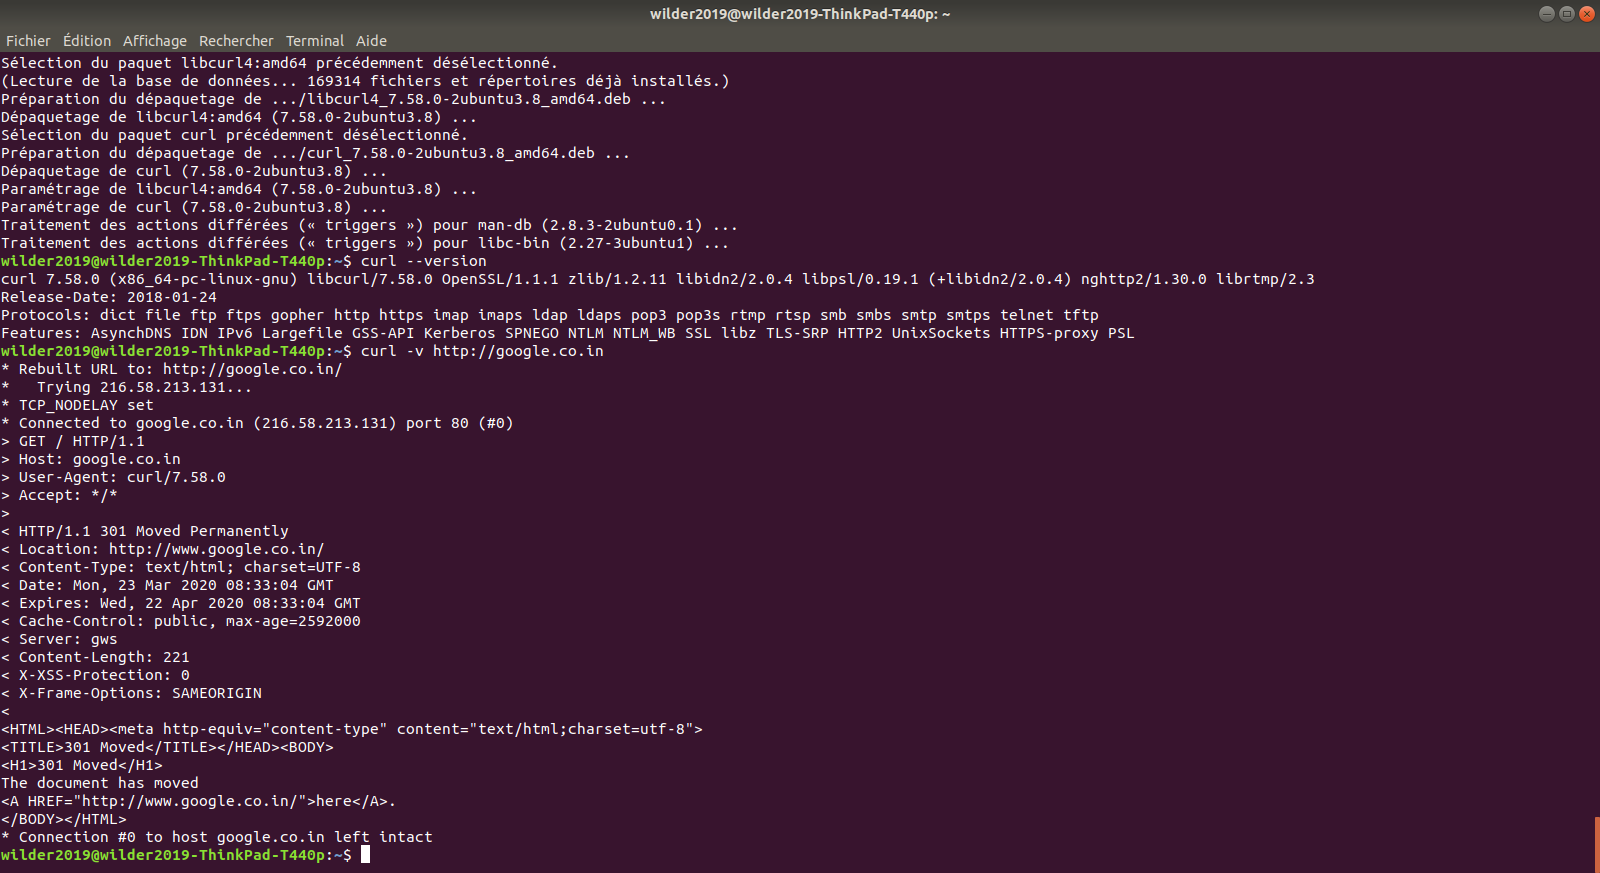 wilder2019@wilder2019-ThinkPad-T440p: ~
Fichier Édition Affichage Rechercher Terminal Aide
Sélection du paquet libcurl4:amd64 précédemment désélectionné.
(Lecture de la base de données... 169314 fichiers et répertoires déjà installés.)
Préparation du dépaquetage de .../libcurl4_7.58.0-2ubuntu3.8_amd64.deb ...
Dépaquetage de libcurl4:amd64 (7.58.0-2ubuntu3.8) ...
Sélection du paquet curl précédemment désélectionné.
Préparation du dépaquetage de .../curl_7.58.0-2ubuntu3.8_amd64.deb ...
Dépaquetage de curl (7.58.0-2ubuntu3.8) ...
Paramétrage de libcurl4:amd64 (7.58.0-2ubuntu3.8) ...
Paramétrage de curl (7.58.0-2ubuntu3.8) ...
Traitement des actions différées (« triggers ») pour man-db (2.8.3-2ubuntu0.1) ...
Traitement des actions différées (« triggers ») pour libc-bin (2.27-3ubuntu1) ...
wilder2019@wilder2019-ThinkPad-T440p:~$ curl --version
curl 7.58.0 (x86_64-pc-linux-gnu) libcurl/7.58.0 OpenSSL/1.1.1 zlib/1.2.11 libidn2/2.0.4 libpsl/0.19.1 (+libidn2/2.0.4) nghttp2/1.30.0 librtmp/2.3
Release-Date: 2018-01-24
Protocols: dict file ftp ftps gopher http https imap imaps ldap ldaps pop3 pop3s rtmp rtsp smb smbs smtp smtps telnet tftp
Features: AsynchDNS IDN IPv6 Largefile GSS-API Kerberos SPNEGO NTLM NTLM_WB SSL libz TLS-SRP HTTP2 UnixSockets HTTPS-proxy PSL
wilder2019@wilder2019-ThinkPad-T440p:~$ curl -v http://google.co.in
* Rebuilt URL to: http://google.co.in/
*   Trying 216.58.213.131...
* TCP_NODELAY set
* Connected to google.co.in (216.58.213.131) port 80 (#0)
> GET / HTTP/1.1
> Host: google.co.in
> User-Agent: curl/7.58.0
> Accept: */*
>
< HTTP/1.1 301 Moved Permanently
< Location: http://www.google.co.in/
< Content-Type: text/html; charset=UTF-8
< Date: Mon, 23 Mar 2020 08:33:04 GMT
< Expires: Wed, 22 Apr 2020 08:33:04 GMT
< Cache-Control: public, max-age=2592000
< Server: gws
< Content-Length: 221
< X-XSS-Protection: 0
< X-Frame-Options: SAMEORIGIN
<
<HTML><HEAD><meta http-equiv="content-type" content="text/html;charset=utf-8">
<TITLE>301 Moved</TITLE></HEAD><BODY>
<H1>301 Moved</H1>
The document has moved
<A HREF="http://www.google.co.in/">here</A>.
</BODY></HTML>
* Connection #0 to host google.co.in left intact
wilder2019@wilder2019-ThinkPad-T440p:~$